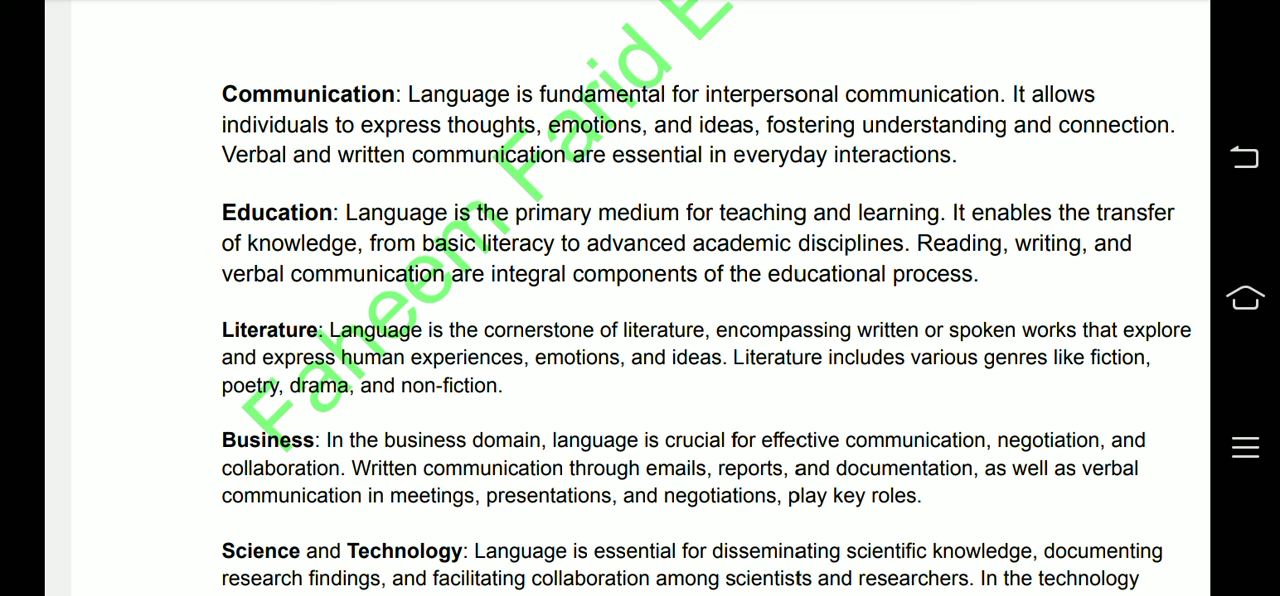 Communication: Language is fundamental for interpersonal communication. It allows
individuals to express thoughts, emotions, and ideas, fostering understanding and connection.
Verbal and written communication are essential in everyday interactions.
Education: Language is the primary medium for teaching and learning. It enables the transfer
of knowledge, from basic literacy to advanced academic disciplines. Reading, writing, and
verbal communication are integral components of the educational process.
Literature: Language is the cornerstone of literature, encompassing written or spoken works that explore
and express human experiences, emotions, and ideas. Literature includes various genres like fiction,
poetry, drama, and non-fiction.
Business: In the business domain, language is crucial for effective communication, negotiation, and
collaboration. Written communication through emails, reports, and documentation, as well as verbal
communication in meetings, presentations, and negotiations, play key roles.
Science and Technology: Language is essential for disseminating scientific knowledge, documenting
research findings, and facilitating collaboration among scientists and researchers. In the technology
Faheem Farid E